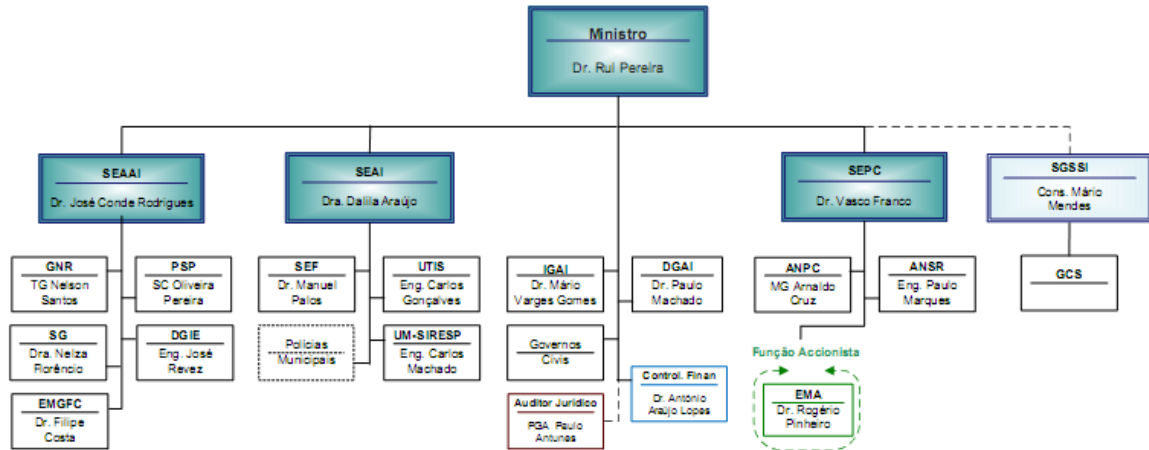 Ministro
Dr. Rui Pereira
SEAAI
Dr. José Conde Rodrigues
SEAI
Dra. Dalila Araújo
SEPC
Dr. Vasco Franco
SGSSI
Cons. Mário
Mendes
GNR
TG Nelson
Santos
PSP
SC Oliveira
Pereira
SEF
Dr. Manuel
Palos
UTIS
Eng. Carlos
Gonçalves
IGAI
Dr. Mário
Varges Gomes
DGAI
Dr. Paulo
Machado
ANPC
MG Arnaldo
Cruz
ANSR
Eng. Paulo
Marques
GCS
SG
Dra. Nelza
Florêncio
DGIE
Eng. José
Revez
Polícias
Municipais
UM-SIRESP
Eng. Carlos
Machado
Governos
Civis
Função Accionista
Control. Finan
Dr. António
Araújo Lopes
EMGFC
Dr. Filipe
Costa
Auditor Jurídico
PGA Paulo
Antunes
EMA
Dr. Rogério
Pinheiro